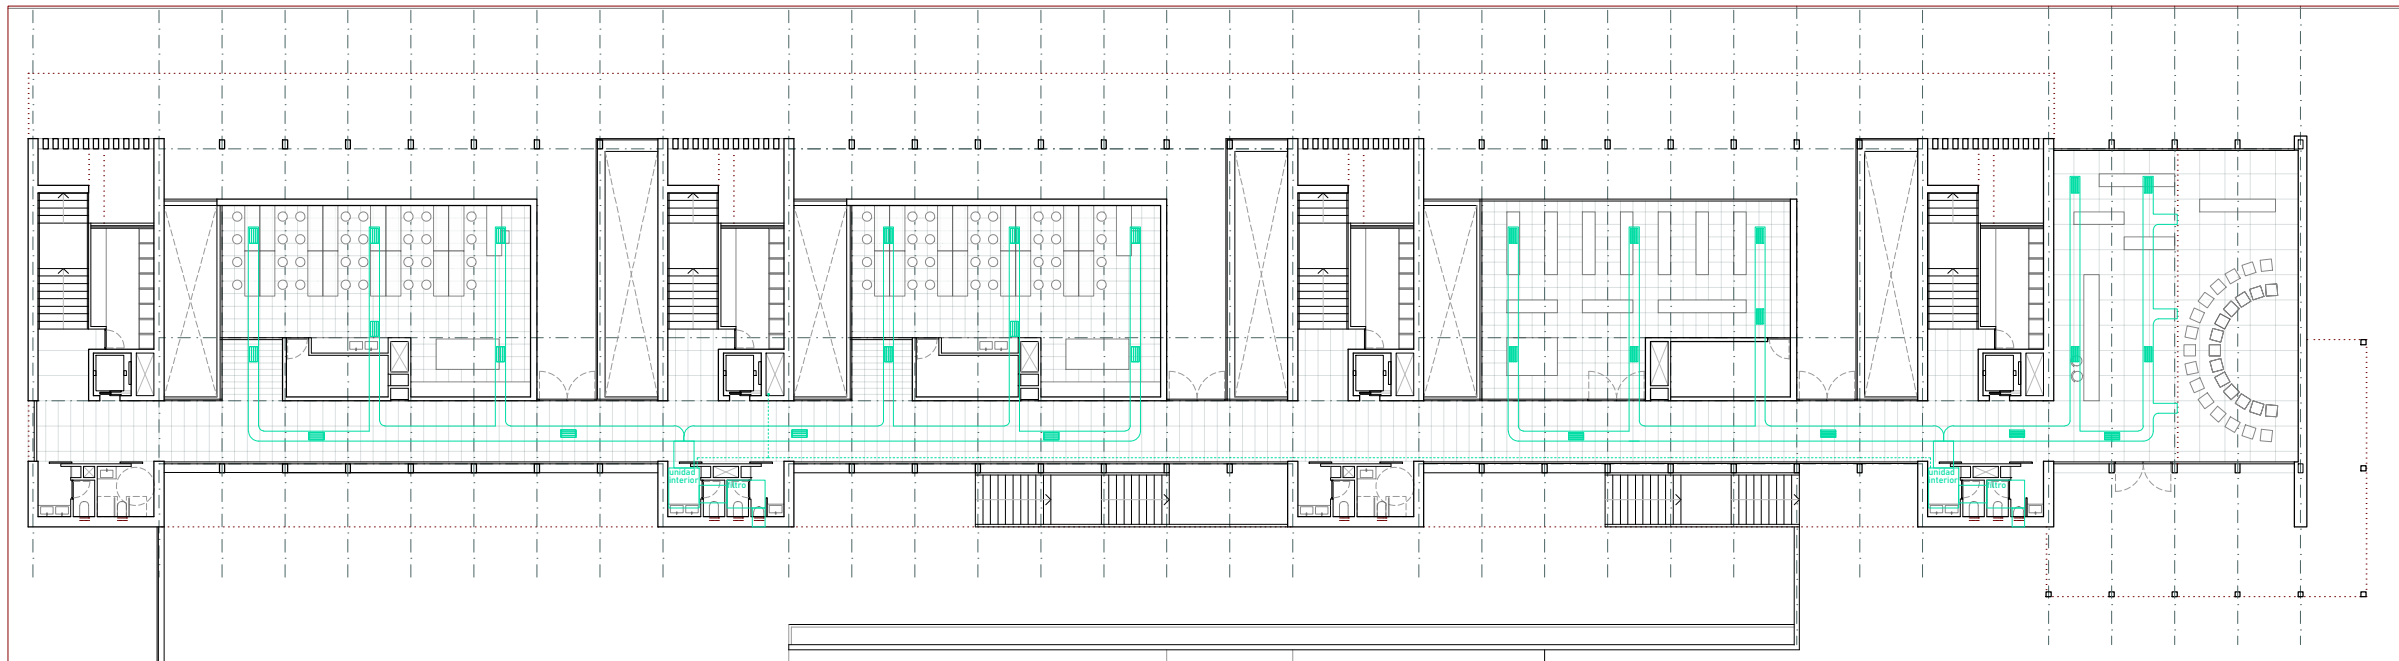 unidad
interior
filtro
unidad
interior
filtro